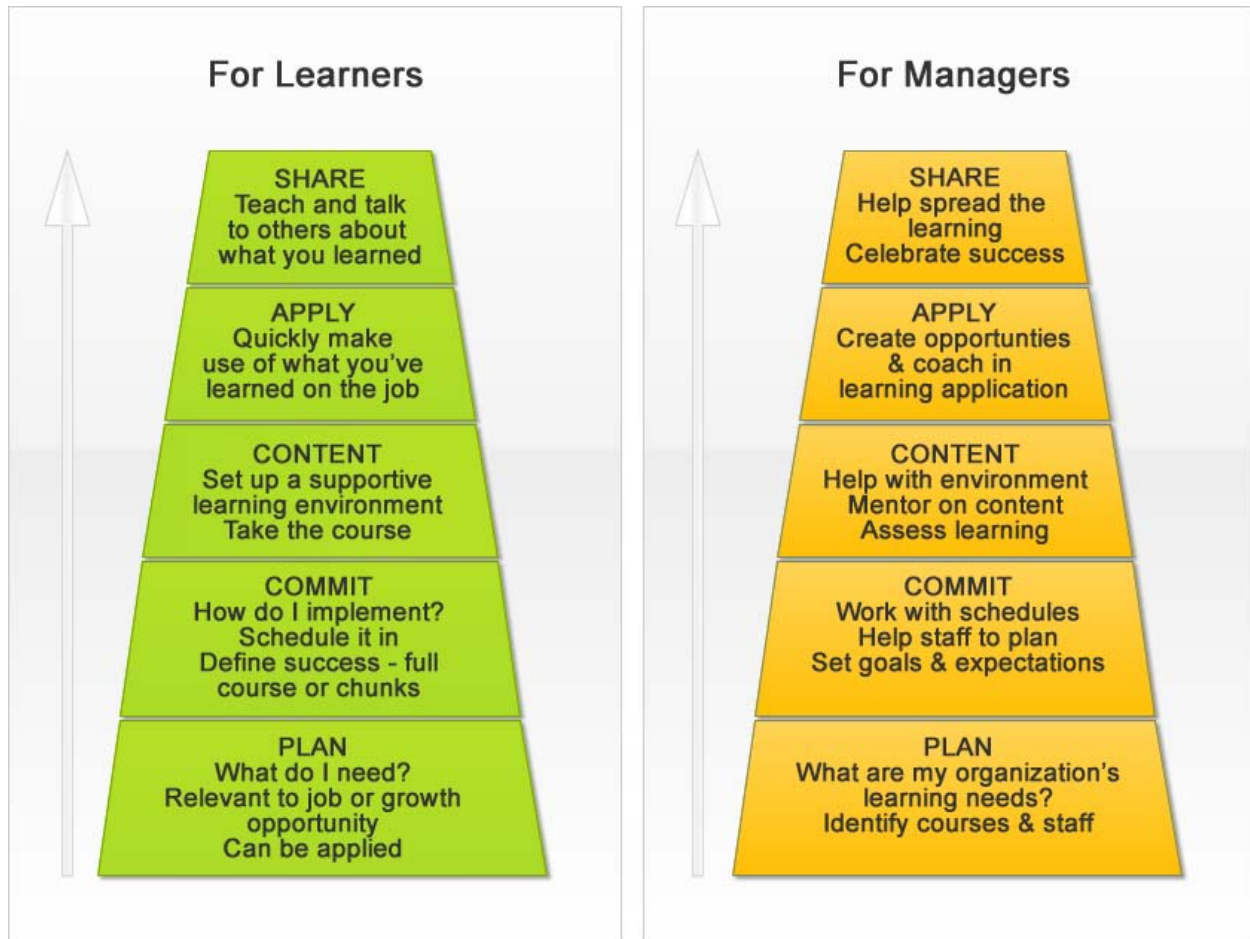 For Learners
SHARE
Teach and talk
to others about
what you learned
APPLY
Quickly make
use of what you've
learned on the job
CONTENT
Set up a supportive
learning environment
Take the course
COMMIT
How do I implement?
Schedule it in
Define success - full
course or chunks
PLAN
What do I need?
Relevant to job or growth
opportunity
Can be applied
For Managers
SHARE
Help spread the
learning
Celebrate success
APPLY
Create opportunties
& coach in
learning application
CONTENT
Help with environment
Mentor on content
Assess learning
COMMIT
Work with schedules
Help staff to plan
Set goals & expectations
PLAN
What are my organization's
learning needs?
Identify courses & staff